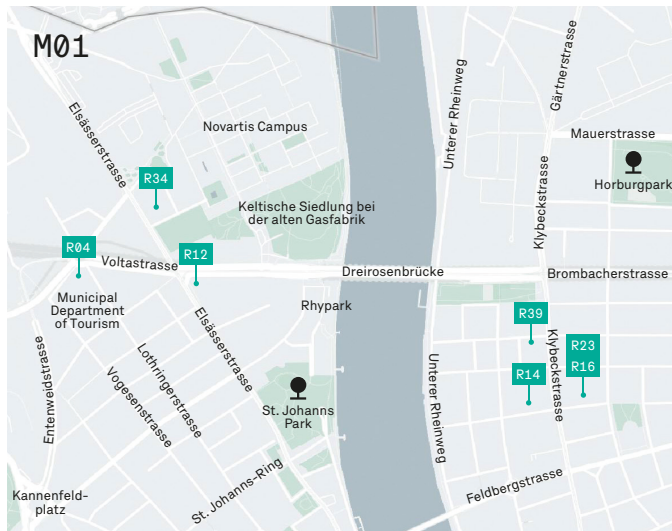 M01
Gärtnerstrasse
Elsässerstrasse
Novartis Campus
Unterer Rheinweg
Mauerstrasse
Horburgpark
R34
Klybeckstrasse
Keltische Siedlung bei
der alten Gasfabrik
R04
R12
Voltastrasse
Dreirosenbrücke
Brombacherstrasse
Municipal
Department
of Tourism
Rhypark
Elsässerstrasse
R39
R23
R16
R14
Klybeckstrasse
Lothringerstrasse
Vogesenstrasse
Entenweidstrasse
Unterer Rheinweg
St. Johanns
Park
St. Johanns-Ring
Feldbergstrasse
Kannenfeld-
platz